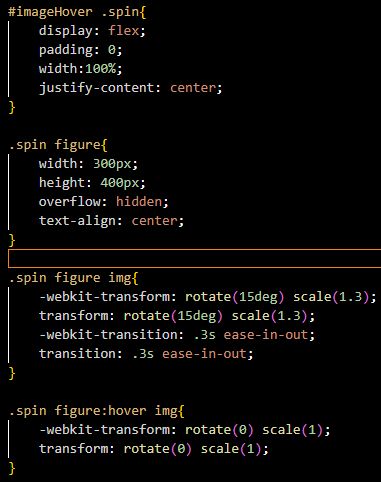 #imageHover .spin{
display: flex;
padding: 0;
width:100%;
justify-content: center;
}
.spin figure{
width: 300px;
height: 400px;
overflow: hidden;
text-align: center;
}
.spin figure img{
-webkit-transform: rotate(15deg) scale(1.3);
transform: rotate(15deg) scale(1.3);
-webkit-transition: .3s ease-in-out;
transition: .3s ease-in-out;
}
.spin figure:hover img{
-webkit-transform: rotate(0) scale(1);
transform: rotate(0) scale(1);
}